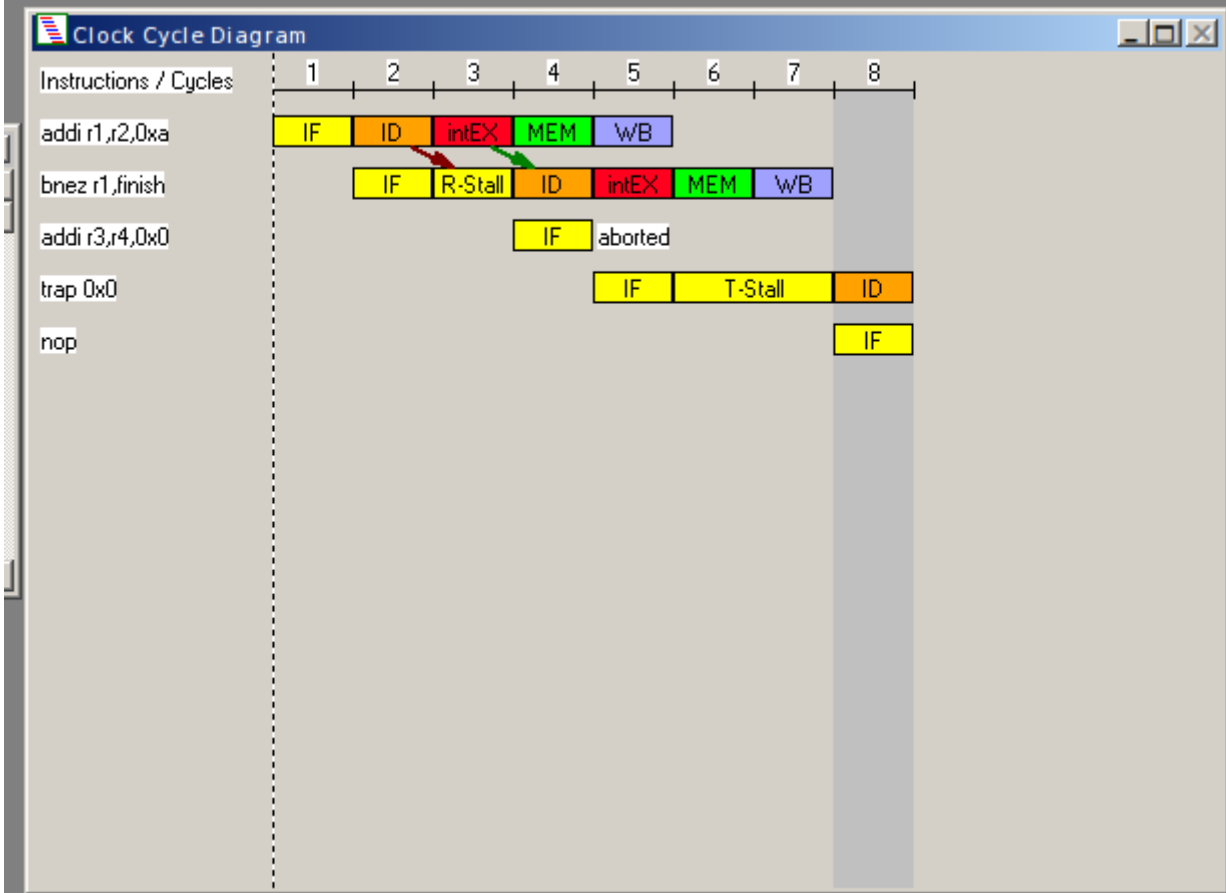 Clock Cycle Diagram
Instructions / Cycles 1 2 3 4 5 6 7 8
addi r1,r2,0xa IF ID intEX MEM WB
bnez r1,finish IF R-Stall ID intEX MEM WB
addi r3,r4,0x0 IF aborted
trap 0x0 IF T-Stall ID
nop IF